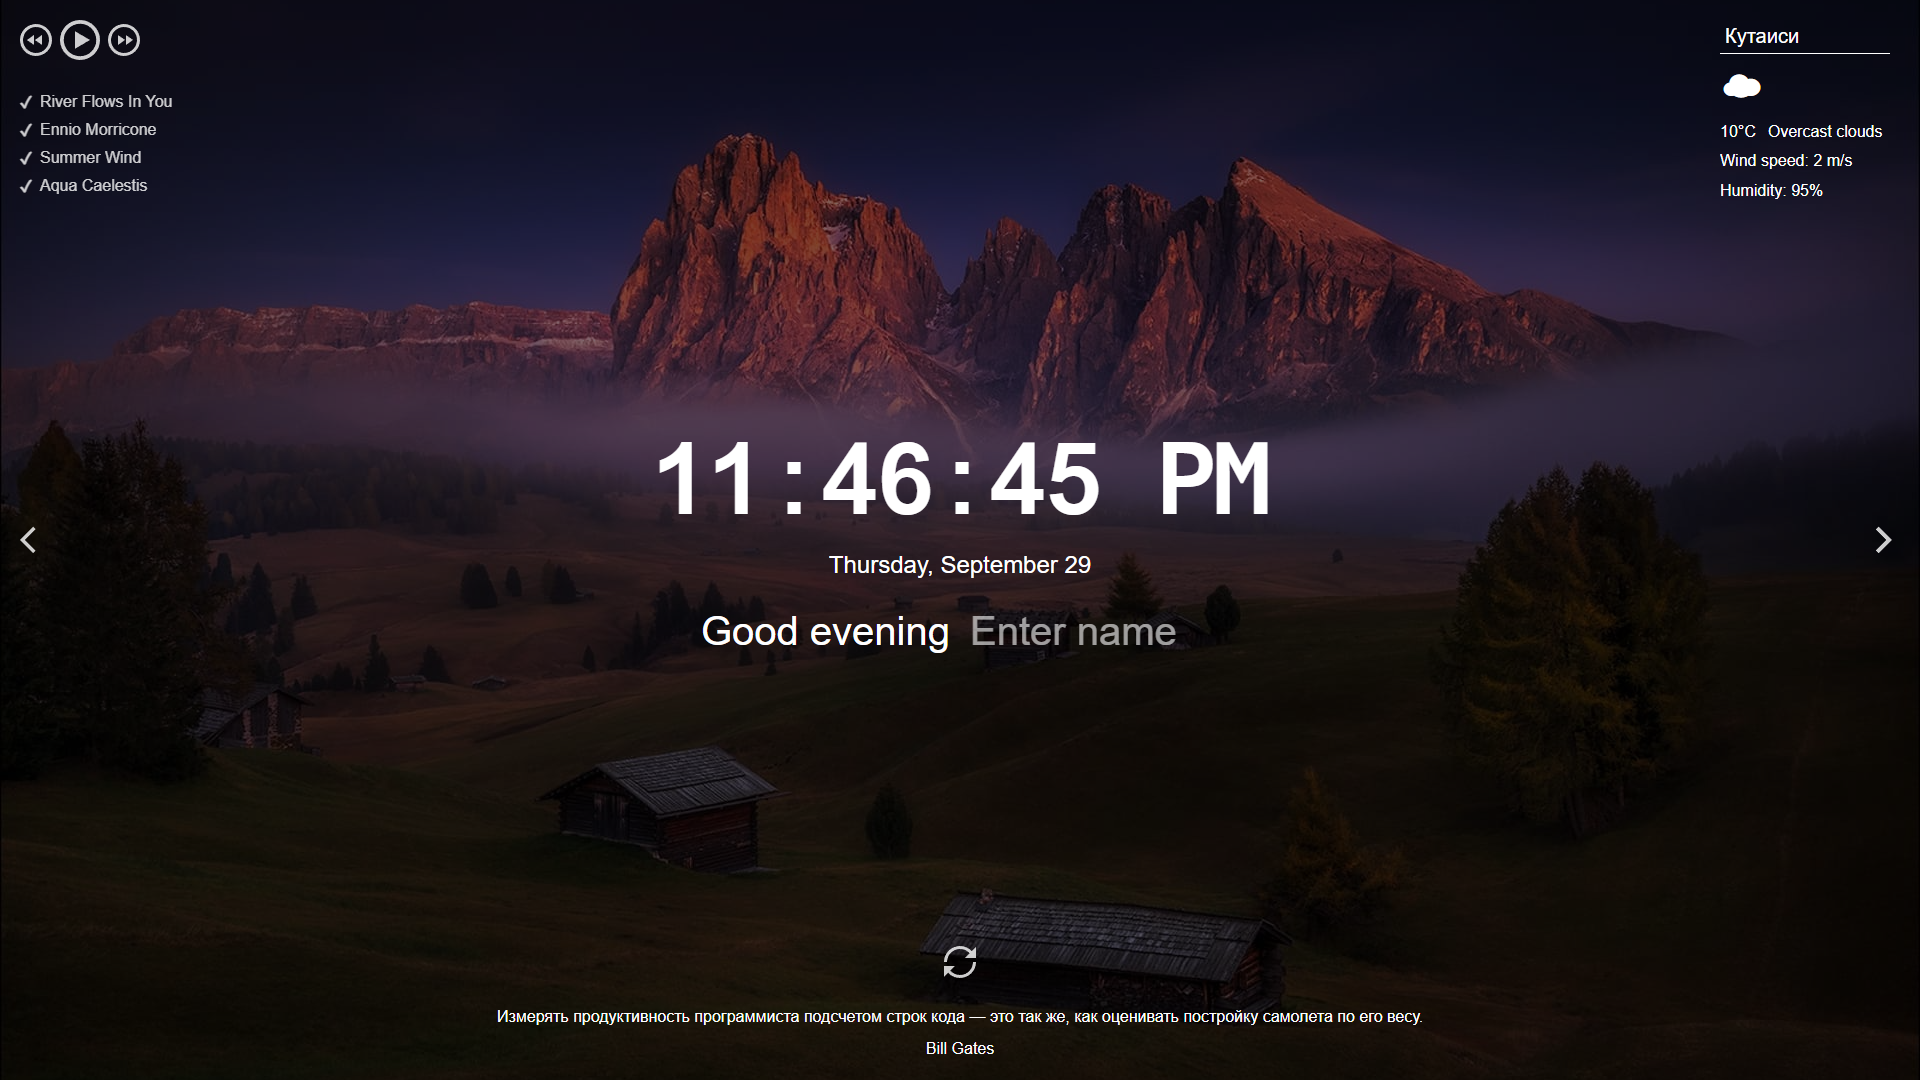 River Flows In You
Ennio Morricone
Summer Wind
Aqua Caelestis
Кутаиси
10°C Overcast clouds
Wind speed: 2 m/s
Humidity: 95%
11:46:45 PM
Thursday, September 29
Good evening Enter name
Измерять продуктивность программиста подсчетом строк кода — это так же, как оценивать постройку самолета по его весу.
Bill Gates